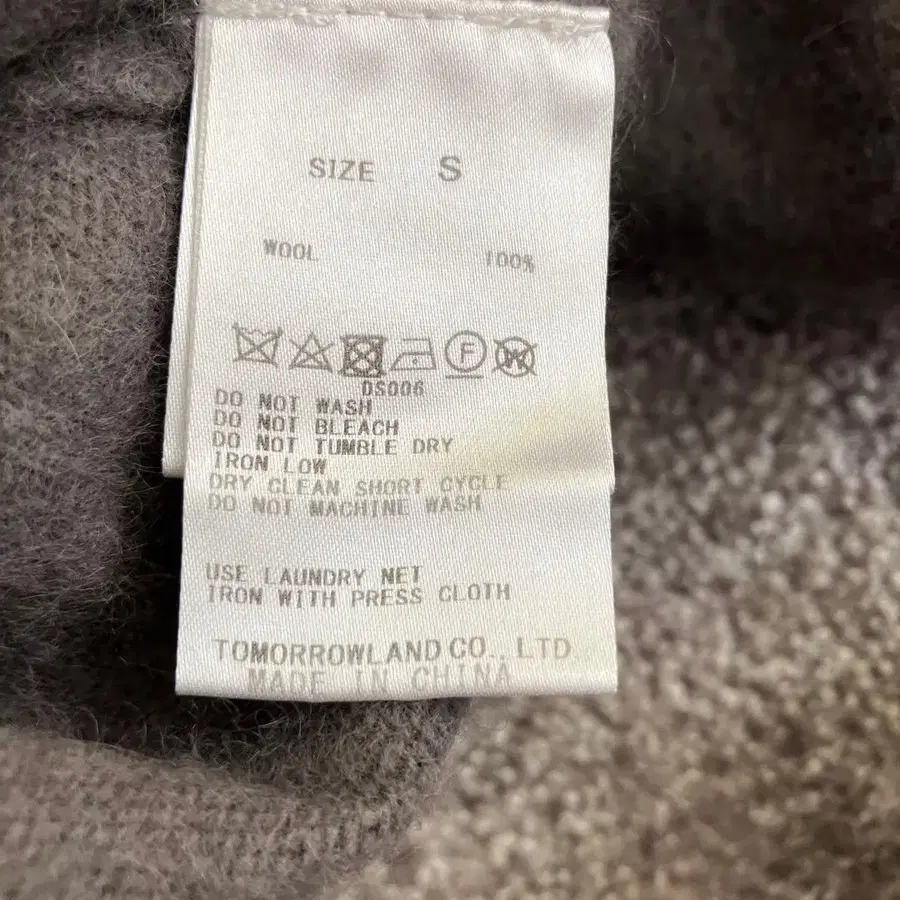 SIZE S
WOOL 100%
F W
DS006
DO NOT WASH
DO NOT BLEACH
DO NOT TUMBLE DRY
IRON LOW
DRY CLEAN SHORT CYCLE
DO NOT MACHINE WASH
USE LAUNDRY NET
IRON WITH PRESS CLOTH
TOMORROWLAND CO., LTD.
MADE IN CHINA